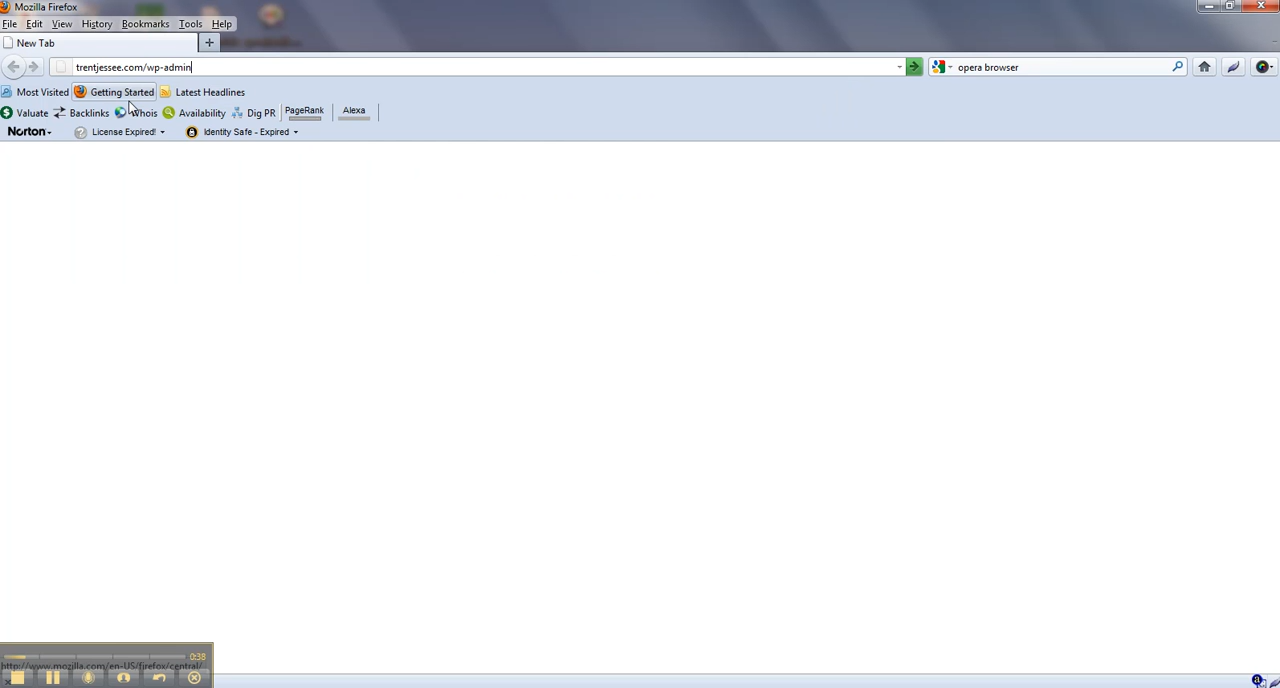 Mozilla Firefox
File Edit View History Bookmarks Tools Help
New Tab
trentjessee.com/wp-admin opera browser
Most Visited Getting Started Latest Headlines
Valuate Backlinks Whois Availability Dig PR PageRank Alexa
Norton License Expired! Identity Safe - Expired
0:38
http://www.mozilla.com/en-US/firefox/central/